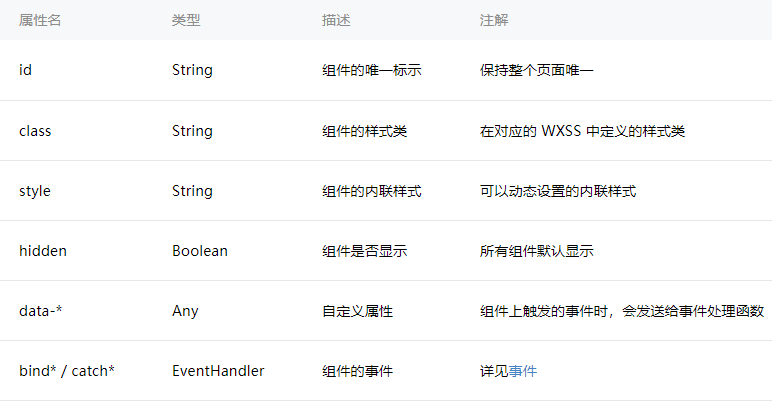 属性名 类型 描述 注解
id String 组件的唯一标示 保持整个页面唯一
class String 组件的样式类 在对应的 WXSS 中定义的样式类
style String 组件的内联样式 可以动态设置的内联样式
hidden Boolean 组件是否显示 所有组件默认显示
data-* Any 自定义属性 组件上触发的事件时，会发送给事件处理函数
bind* / catch* EventHandler 组件的事件 详见事件